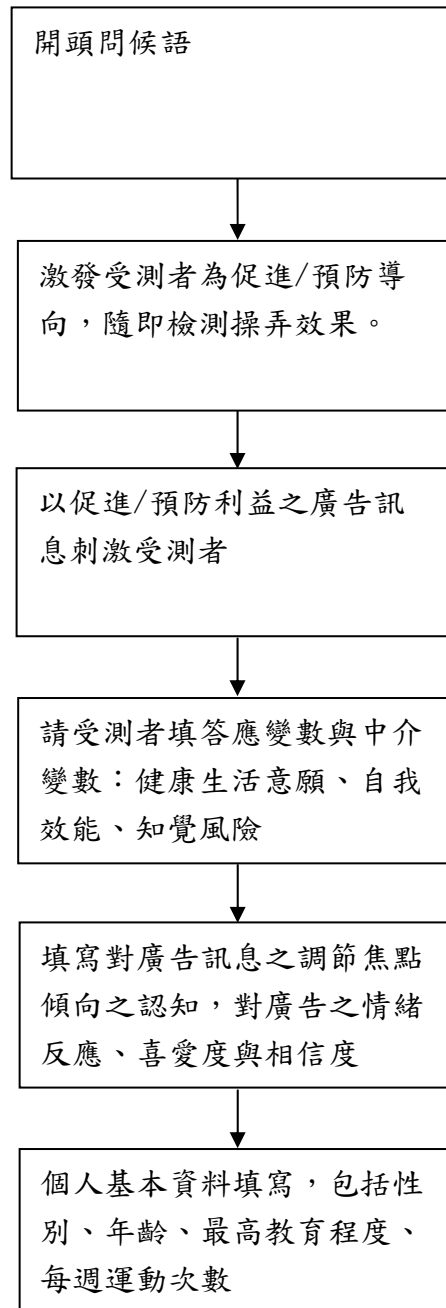 開頭問候語
激發受測者為促進/預防導
向，隨即檢測操弄效果。
以促進/預防利益之廣告訊
息刺激受測者
請受測者填答應變數與中介
變數：健康生活意願、自我
效能、知覺風險
填寫對廣告訊息之調節焦點
傾向之認知，對廣告之情緒
反應、喜愛度與相信度
個人基本資料填寫，包括性
別、年齡、最高教育程度、
每週運動次數